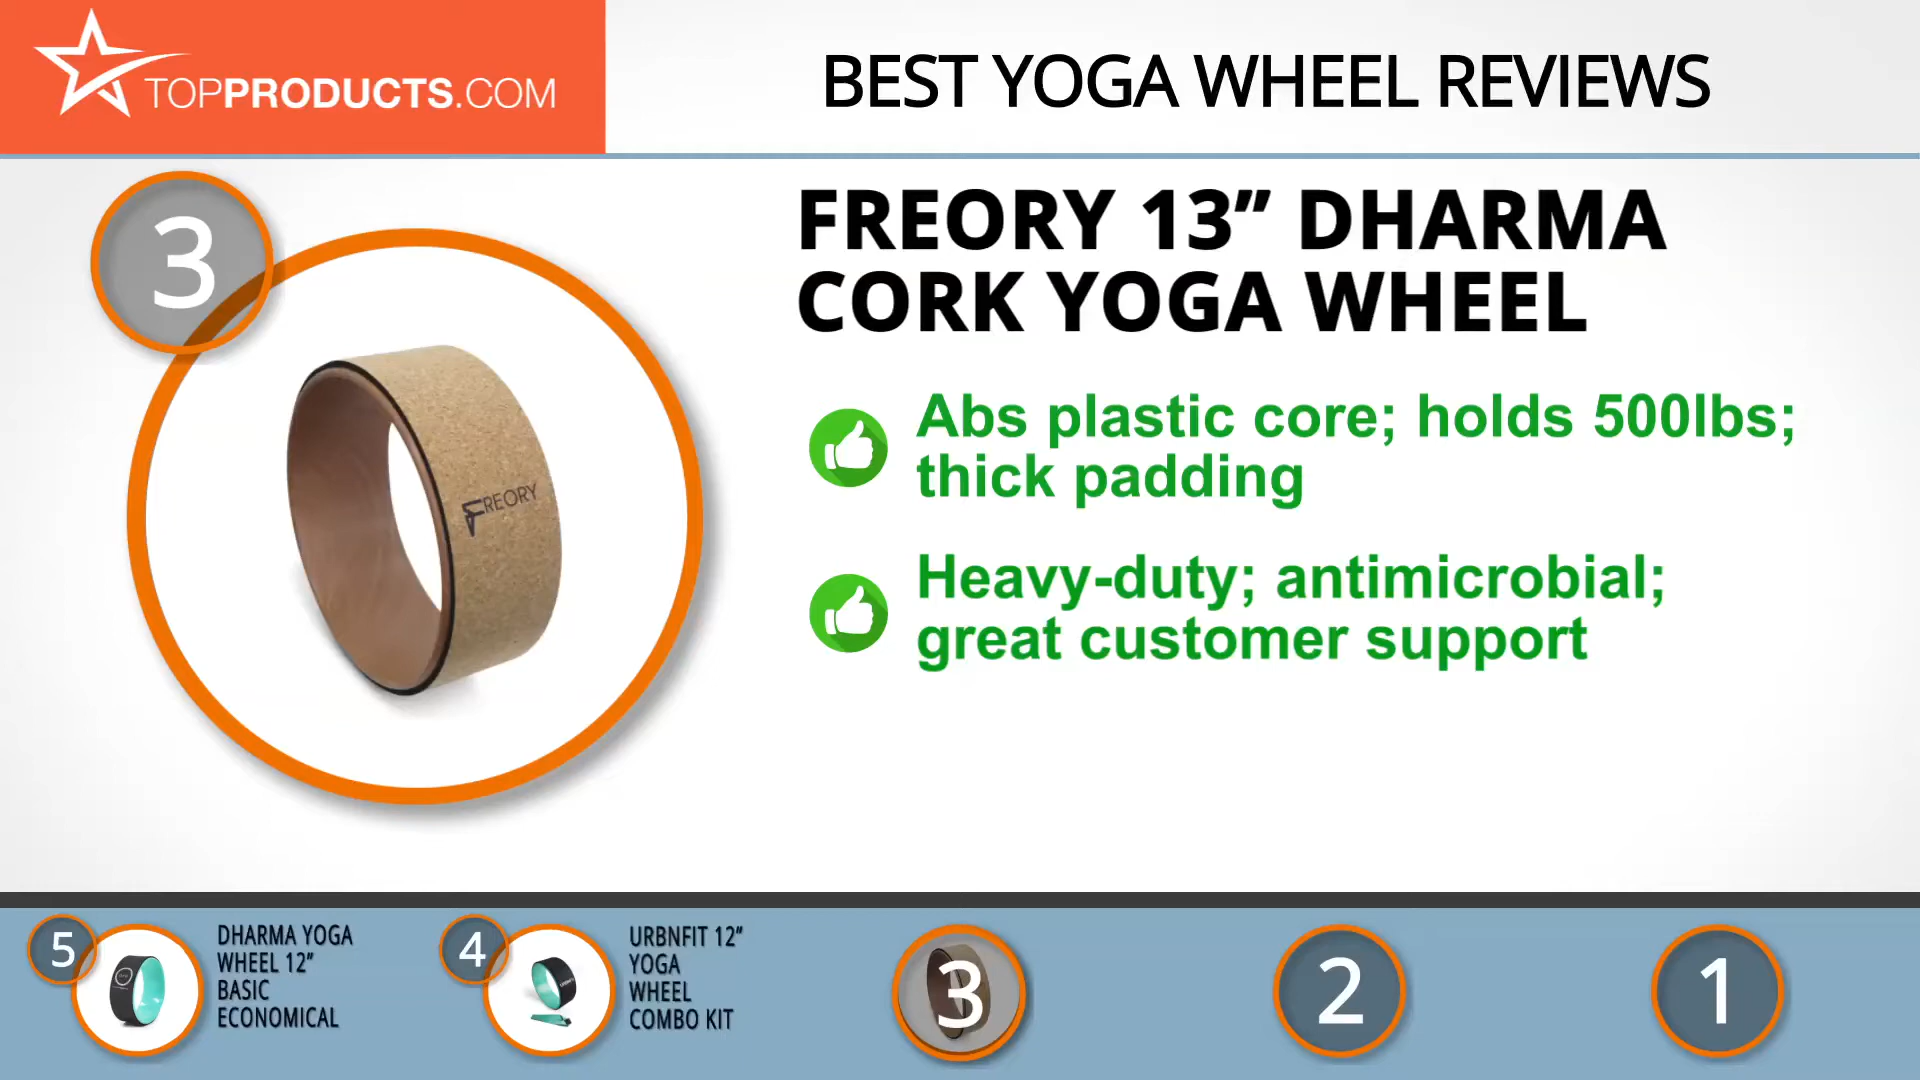 TOPPRODUCTS.COM
BEST YOGA WHEEL REVIEWS
3
FREORY 13” DHARMA
CORK YOGA WHEEL
FREORY
Abs plastic core; holds 500lbs;
thick padding
Heavy-duty; antimicrobial;
great customer support
5
DHARMA YOGA
WHEEL 12”
BASIC
ECONOMICAL
4
URBNFIT 12”
YOGA
WHEEL
COMBO KIT
3
2
1